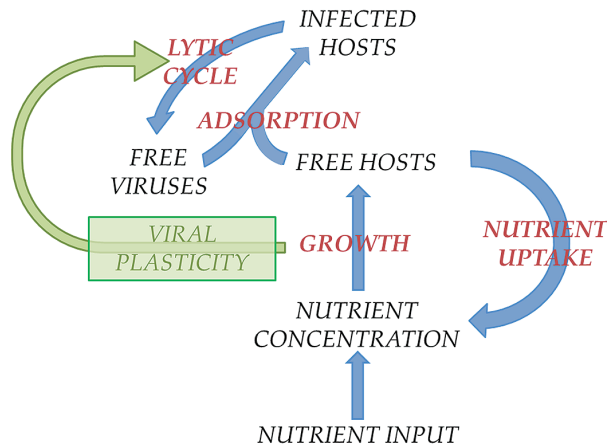 INFECTED
HOSTS
LYTIC
CYCLE
ADSORPTION
FREE
VIRUSES
FREE HOSTS
VIRAL
PLASTICITY
GROWTH
NUTRIENT
UPTAKE
NUTRIENT
CONCENTRATION
NUTRIENT INPUT